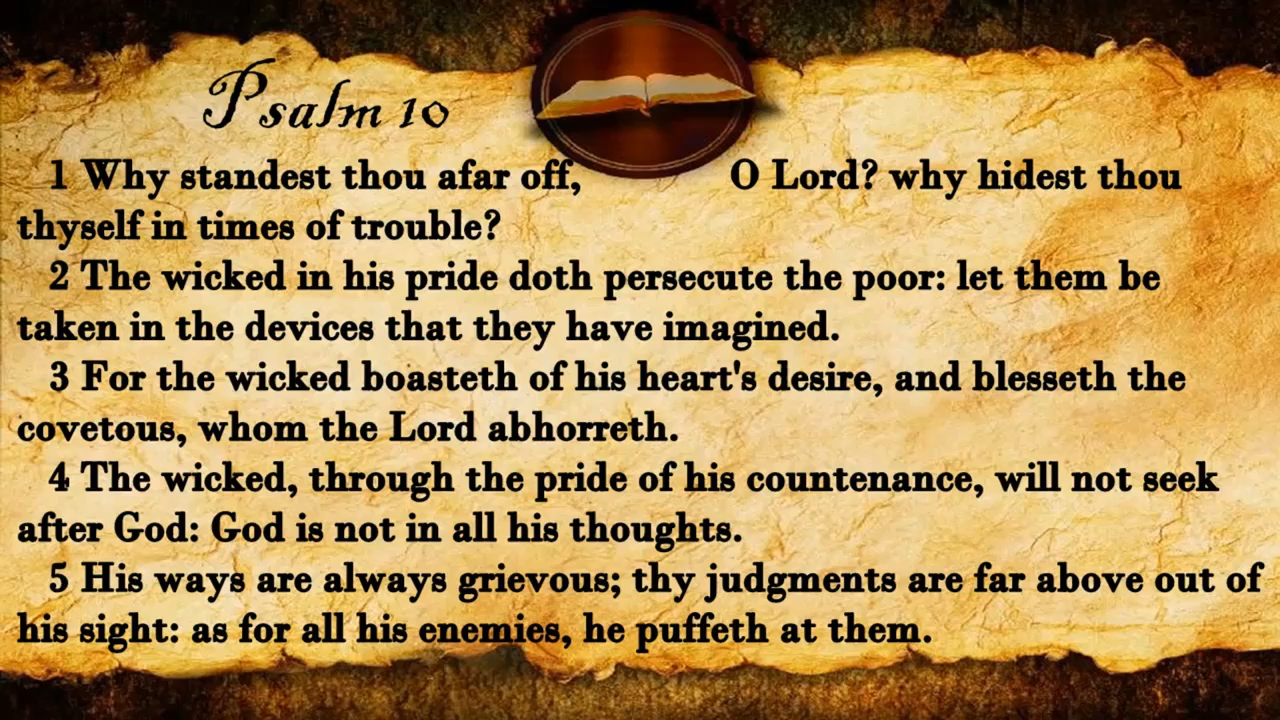 Psalm 10
1 Why standest thou afar off, O Lord? why hidest thou
thyself in times of trouble?
2 The wicked in his pride doth persecute the poor: let them be
taken in the devices that they have imagined.
3 For the wicked boasteth of his heart's desire, and blesseth the
covetous, whom the Lord abhorreth.
4 The wicked, through the pride of his countenance, will not seek
after God: God is not in all his thoughts.
5 His ways are always grievous; thy judgments are far above out of
his sight: as for all his enemies, he puffeth at them.